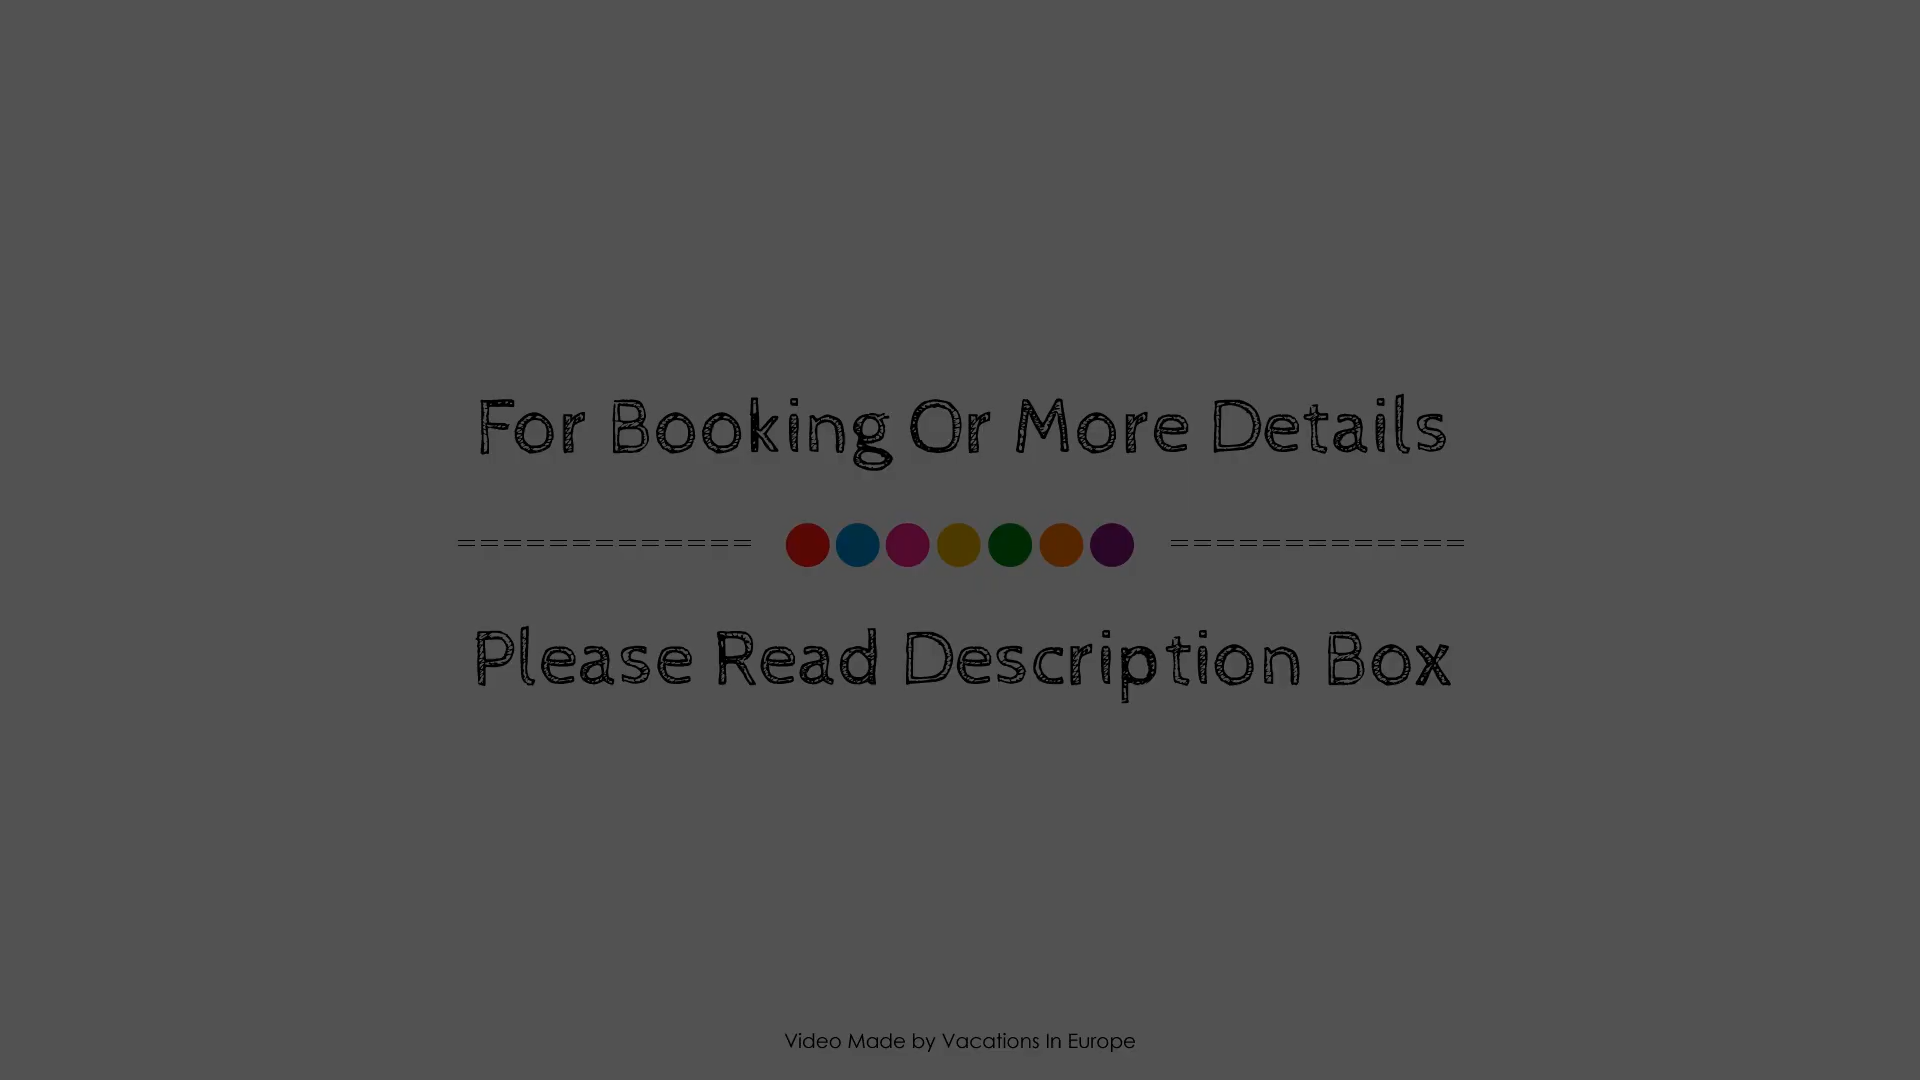 For Booking Or More Details
============= =============
Please Read Description Box
Video Made by Vacations In Europe